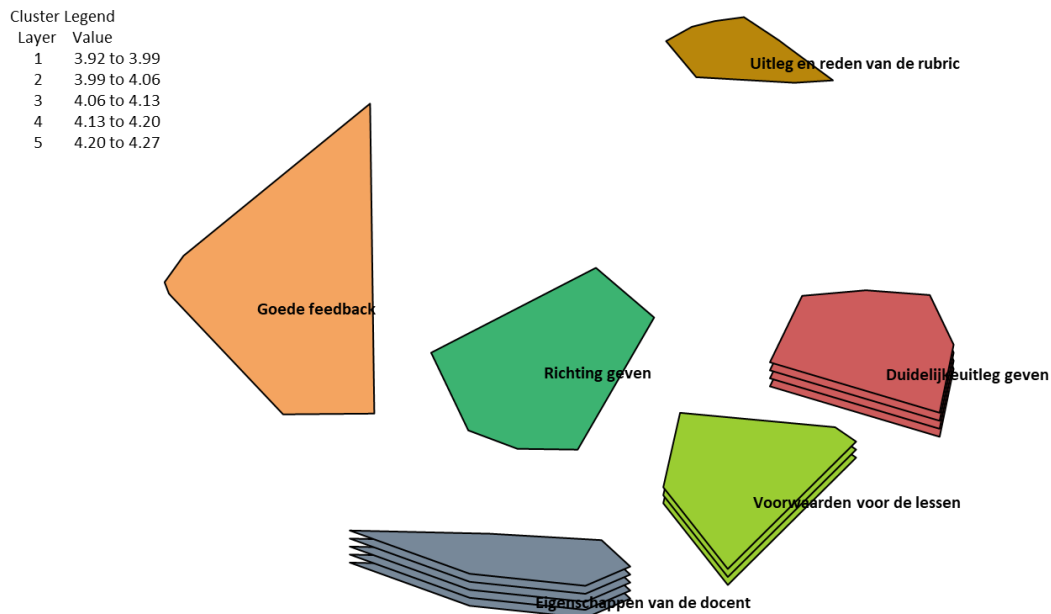 Cluster Legend
Layer Value
1 3.92 to 3.99
2 3.99 to 4.06
3 4.06 to 4.13
4 4.13 to 4.20
5 4.20 to 4.27
Uitleg en reden van de rubric
Goede feedback
Richting geven
Duidelijkeuitleg geven
Voorwaarden voor de lessen
Eigenschappen van de docent